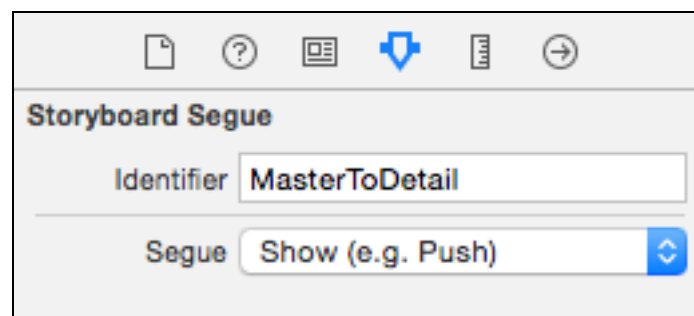 Storyboard Segue
Identifier MasterToDetail
Segue Show (e.g. Push)